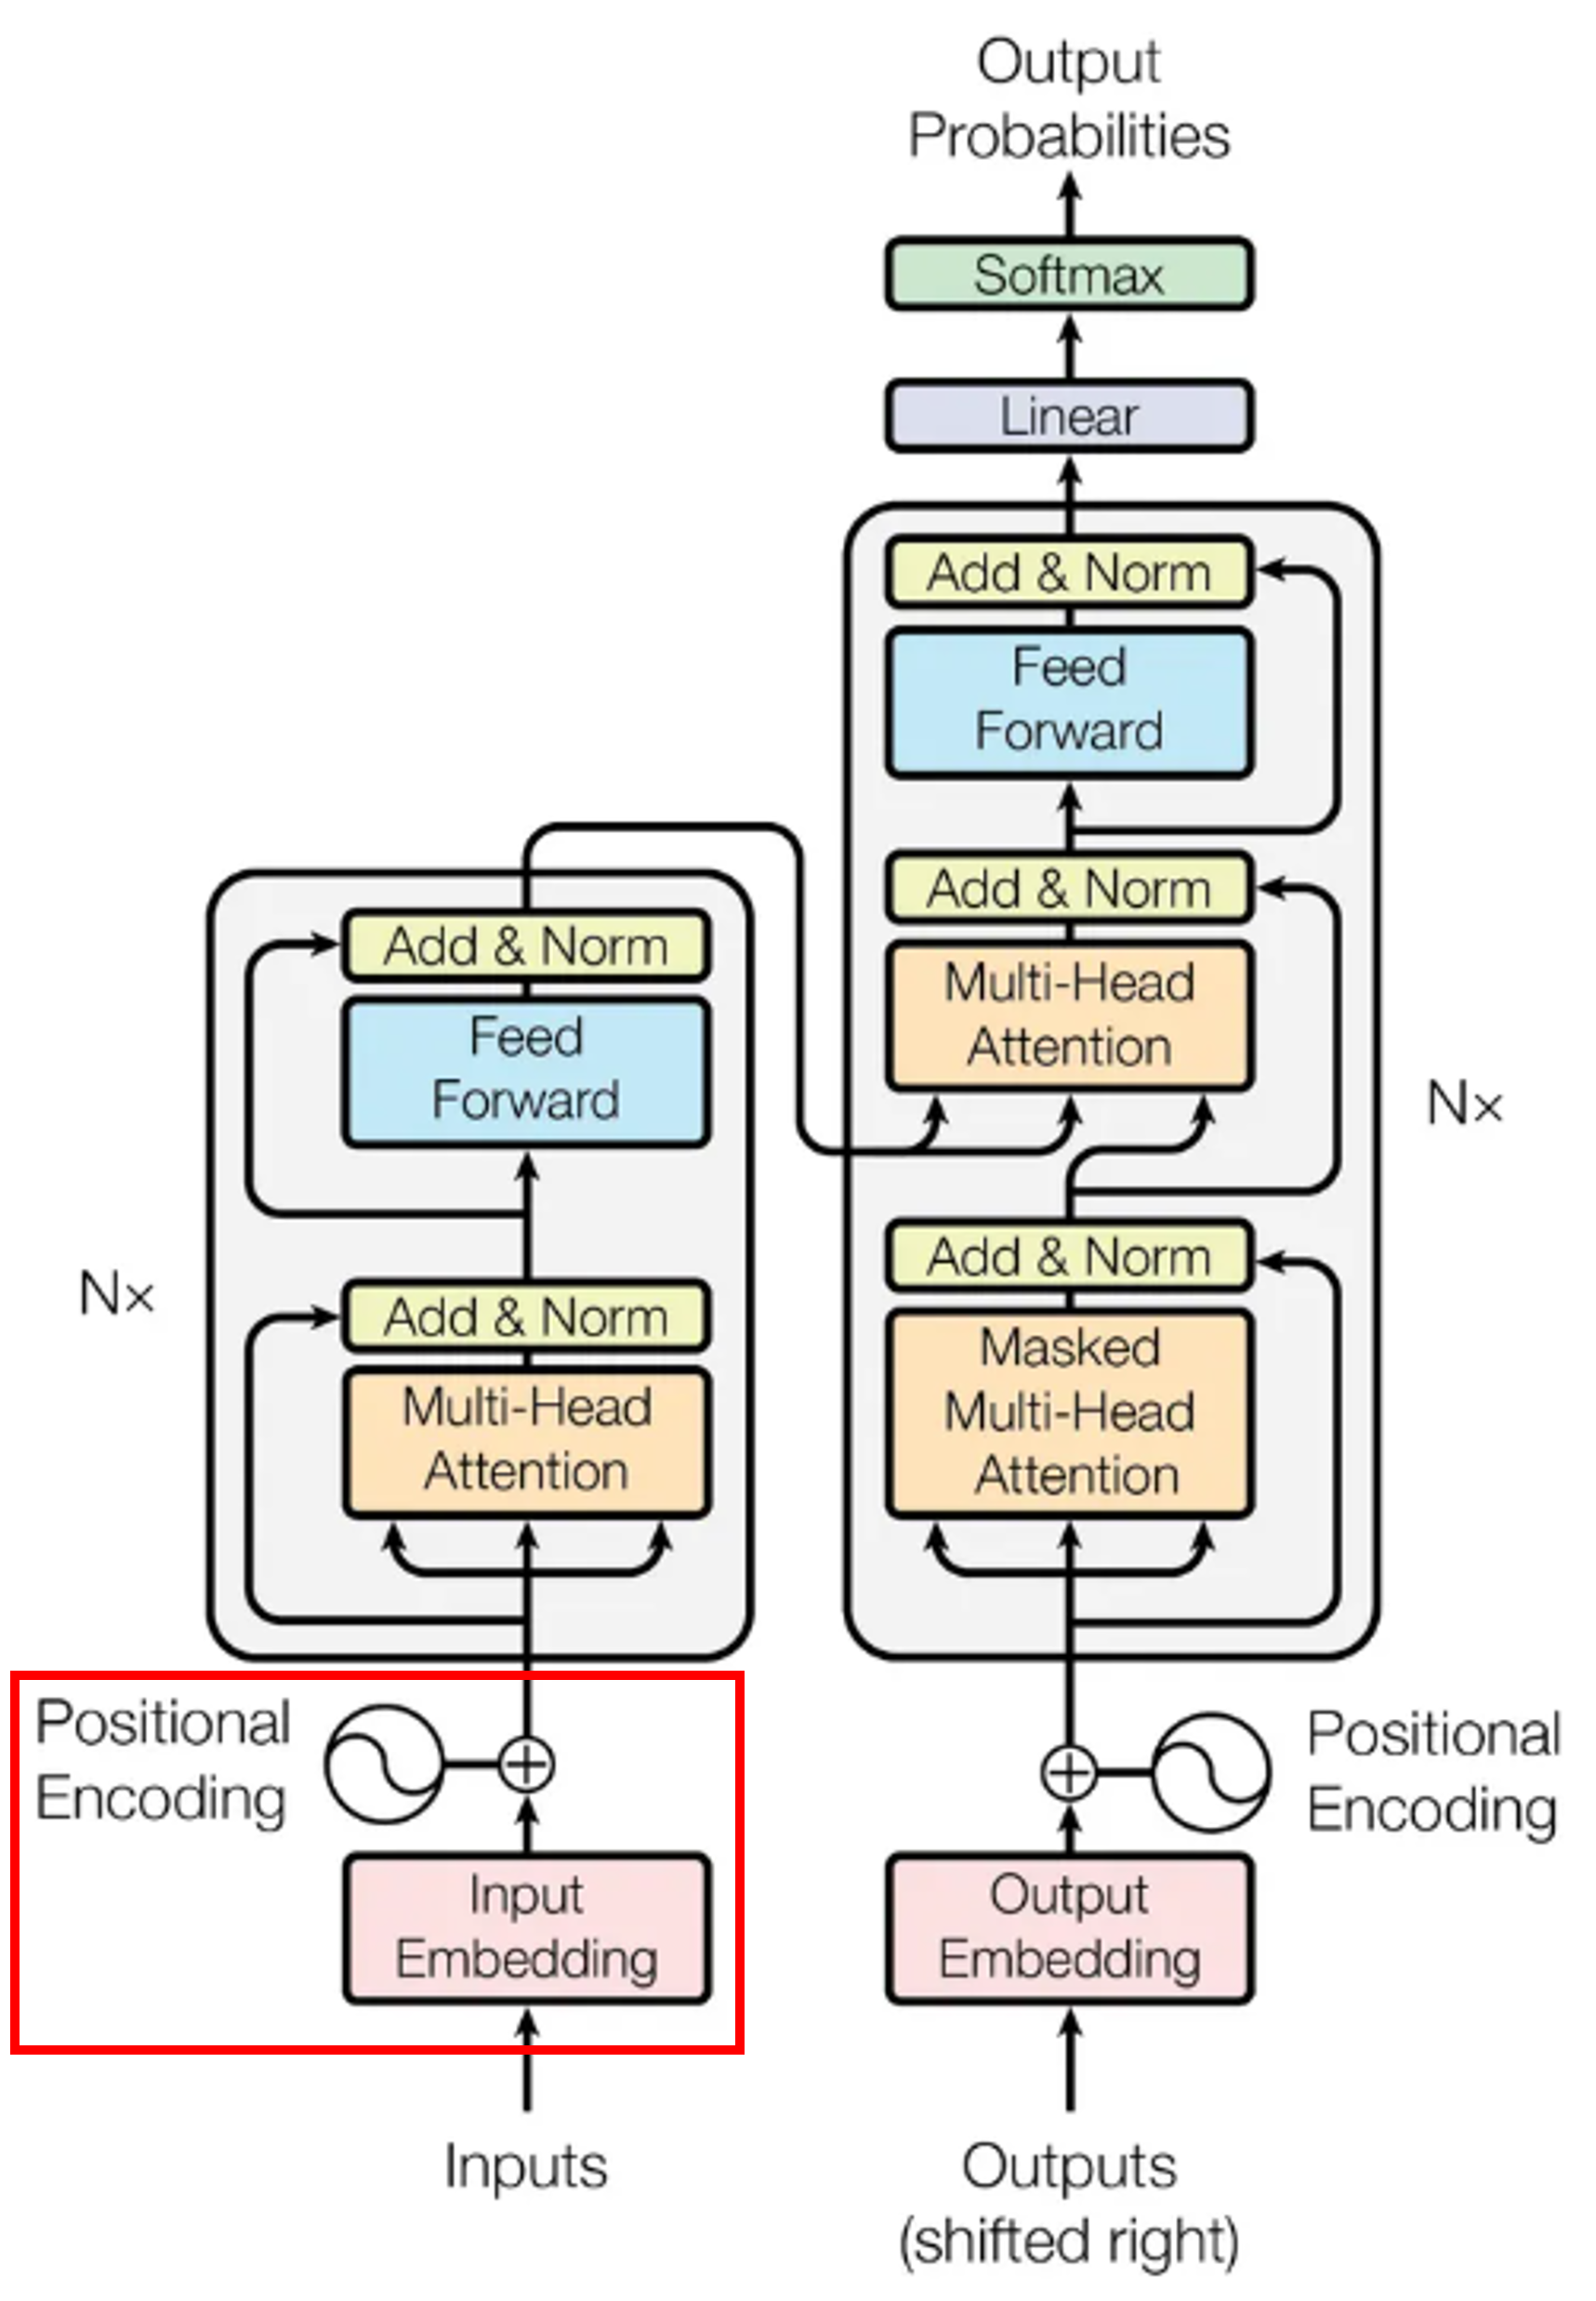 Output
Probabilities
Softmax
Linear
Add & Norm
Feed
Forward
Add & Norm
Multi-Head
Attention
Nx
Add & Norm
Masked
Multi-Head
Attention
Add & Norm
Feed
Forward
Nx
Add & Norm
Multi-Head
Attention
Positional
Encoding
Input
Embedding
Inputs
Positional
Encoding
Output
Embedding
Outputs
(shifted right)